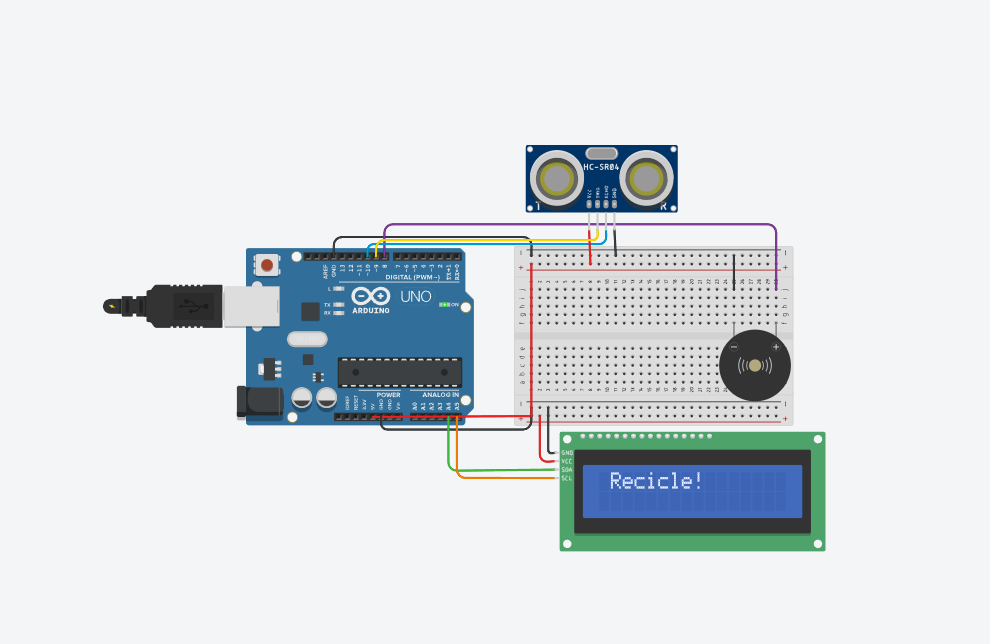 HC-SR04
VCC
TRIG
ECHO
GND
T
R
AREF
GND
13
12
~11
~10
~9
8
7
~6
~5
4
~3
2
TX→1
RX←0
DIGITAL (PWM~)
L
TX
RX
ARDUINO
UNO
ON
POWER
ANALOG IN
IOREF
RESET
3.3V
5V
GND
GND
Vin
A0
A1
A2
A3
A4
A5
GND
VCC
SDA
SCL
Recicle!